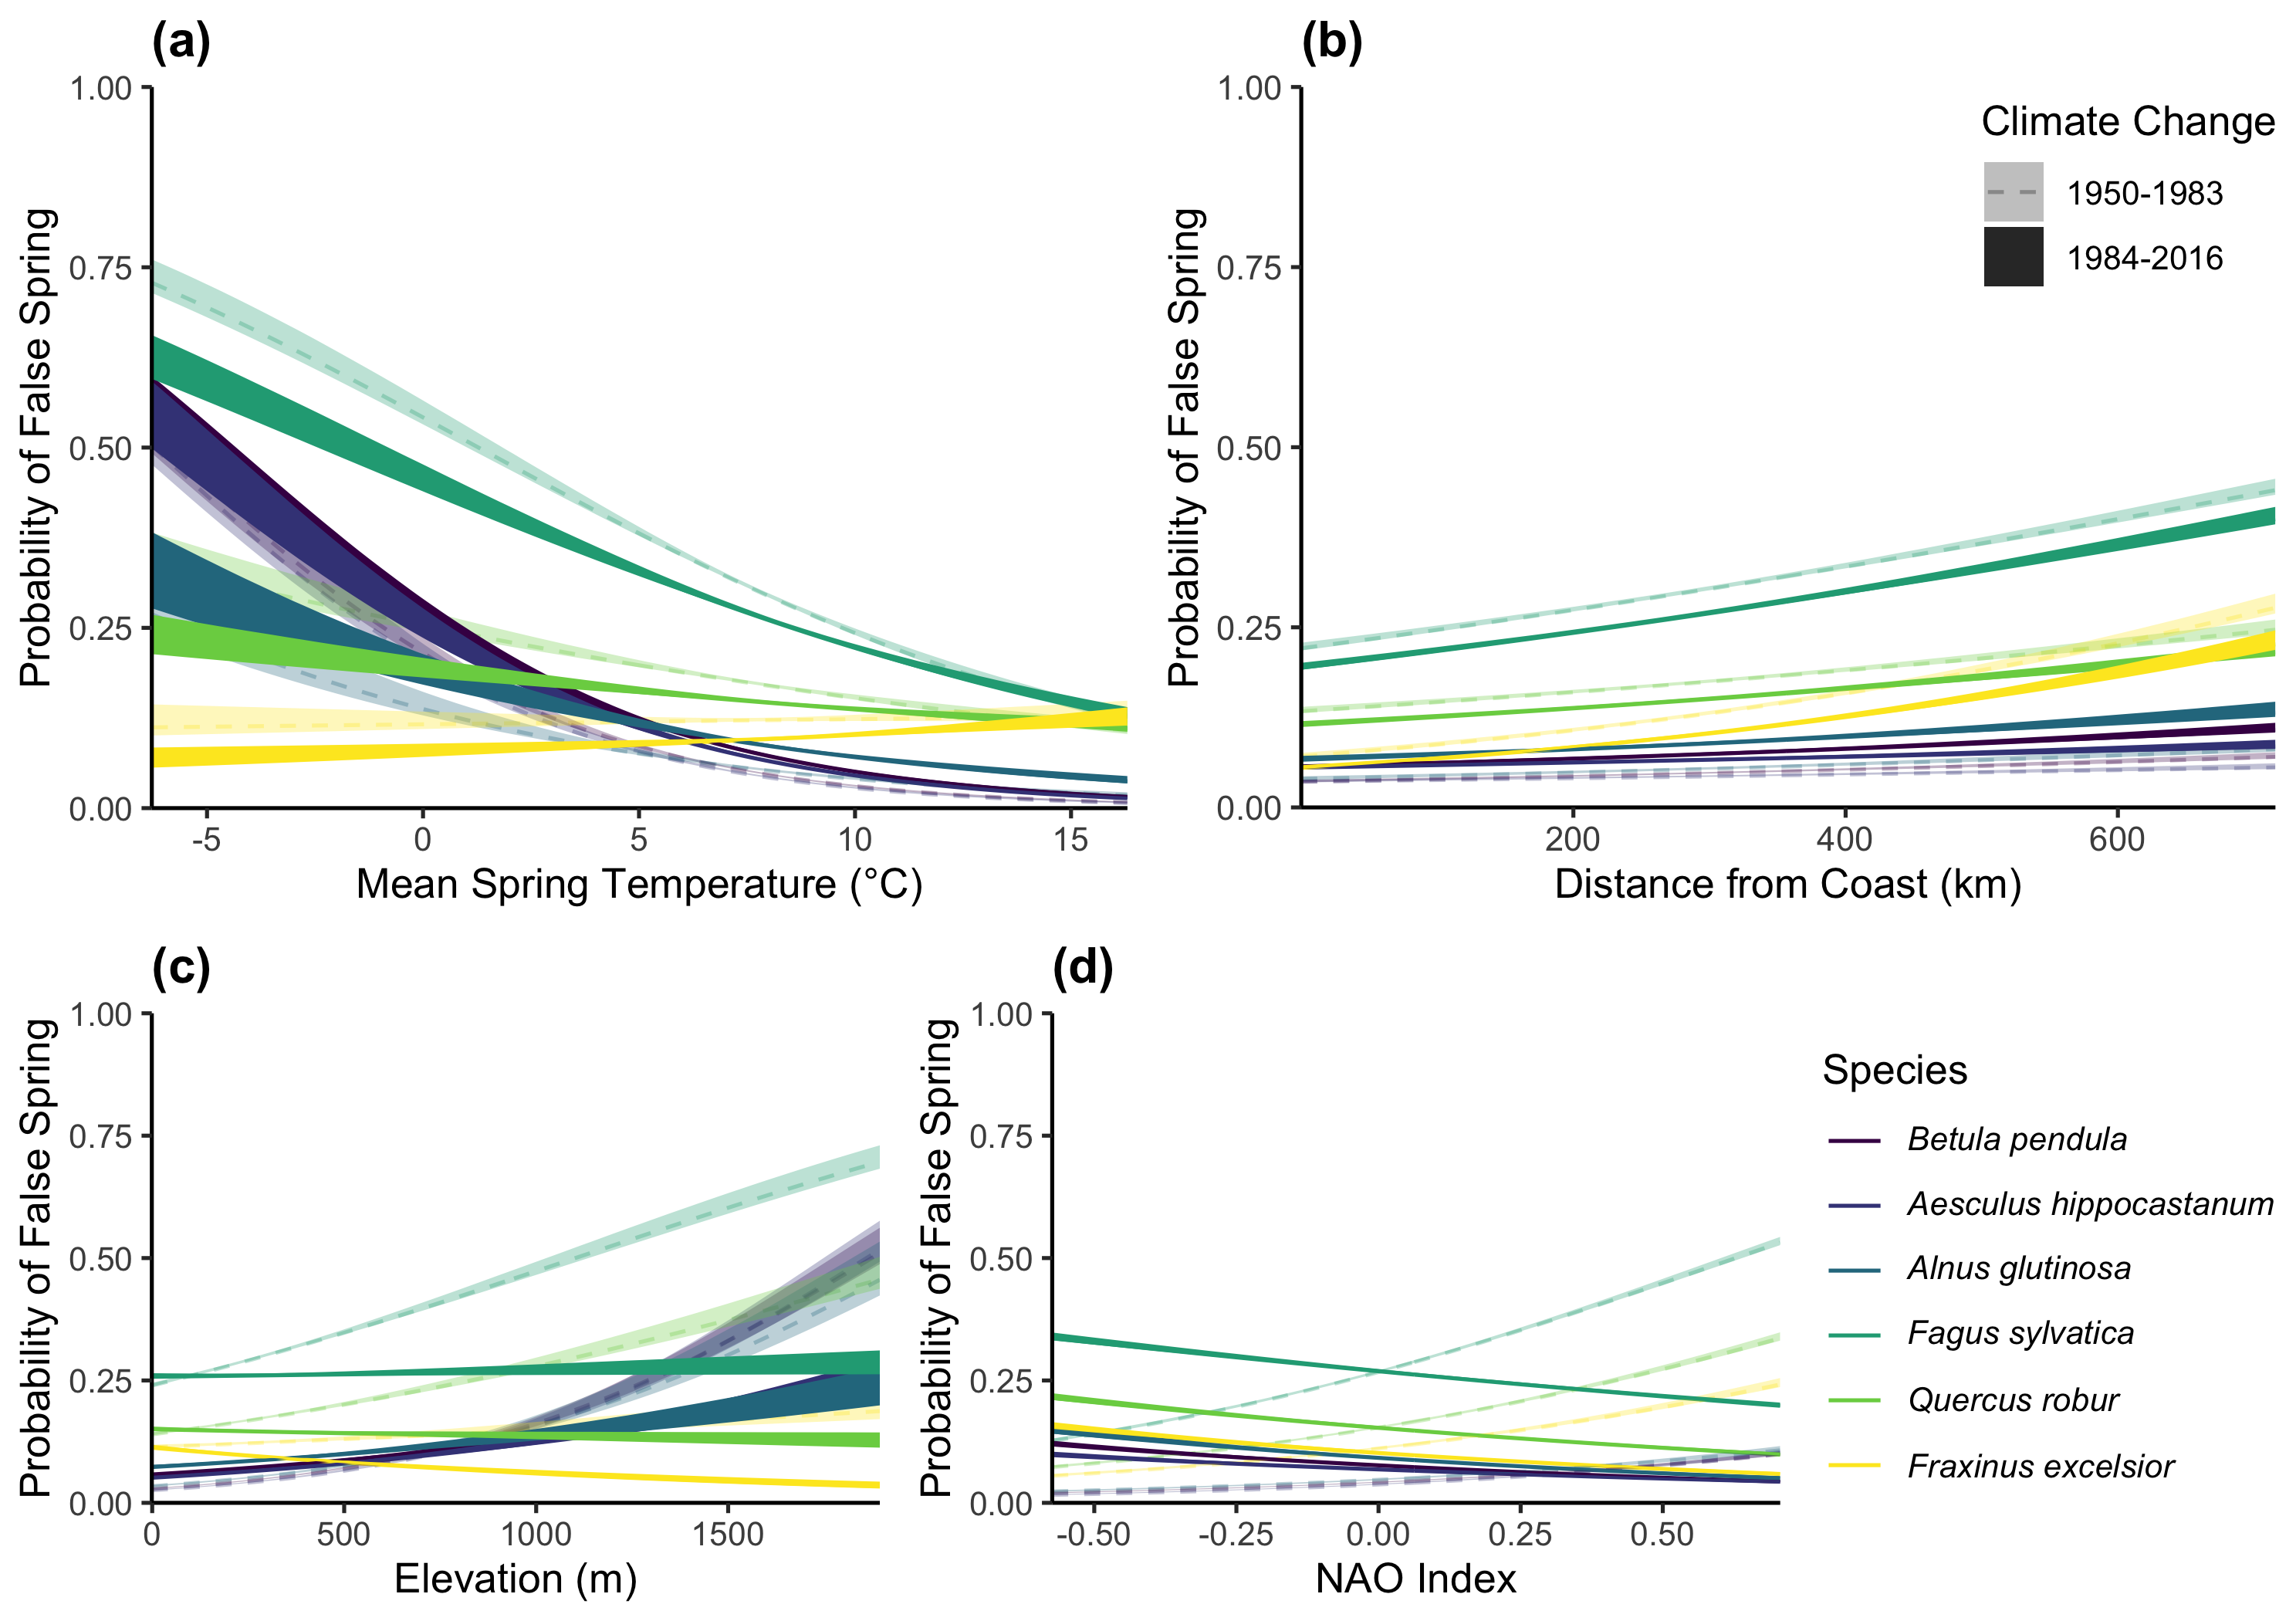 (a)
1.00
0.75
0.50
0.25
0.00
Probability of False Spring
-5 0 5 10 15
Mean Spring Temperature (°C)
(b)
1.00
0.75
0.50
0.25
0.00
Probability of False Spring
200 400 600
Distance from Coast (km)
Climate Change
1950-1983
1984-2016
(c)
1.00
0.75
0.50
0.25
0.00
Probability of False Spring
0 500 1000 1500
Elevation (m)
(d)
1.00
0.75
0.50
0.25
0.00
Probability of False Spring
-0.50 -0.25 0.00 0.25 0.50
NAO Index
Species
Betula pendula
Aesculus hippocastanum
Alnus glutinosa
Fagus sylvatica
Quercus robur
Fraxinus excelsior